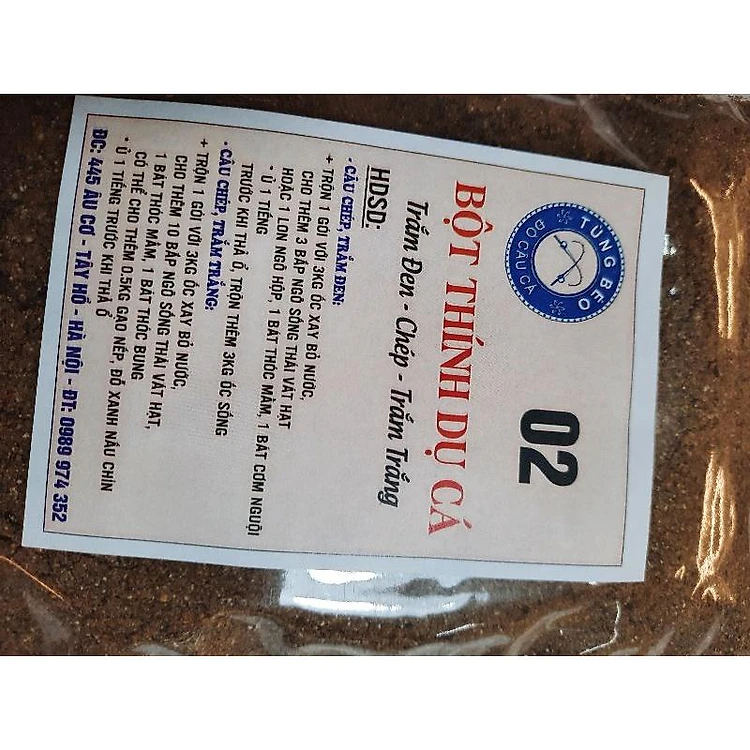 TÙNG BÉO
ĐỒ CÂU CÁ
02
BỘT THÍNH DỤ CÁ
Trắm Đen - Chép - Trắm Trắng
HDSD:
- CÂU CHÉP, TRẮM ĐEN:
+ TRỘN 1 GÓI VỚI 3KG ỐC XAY BỎ NƯỚC,
CHO THÊM 3 BẮP NGÔ SỐNG THÁI VÁT HẠT
HOẶC 1 LON NGÔ HỘP, 1 BÁT THÓC MẦM, 1 BÁT CƠM NGUỘI
- Ủ 1 TIẾNG
TRƯỚC KHI THẢ Ổ, TRỘN THÊM 3KG ỐC SỐNG
- CÂU CHÉP, TRẮM TRẮNG:
+ TRỘN 1 GÓI VỚI 3KG ỐC XAY BỎ NƯỚC,
CHO THÊM 10 BẮP NGÔ SỐNG THÁI VÁT HẠT,
1 BÁT THÓC MẦM, 1 BÁT THÓC BUNG
CÓ THỂ CHO THÊM 0.5KG GẠO NẾP, ĐỖ XANH NẤU CHÍN
- Ủ 1 TIẾNG TRƯỚC KHI THẢ Ổ
ĐC: 445 ÂU CƠ - TÂY HỒ - HÀ NỘI - ĐT: 0989 974 352